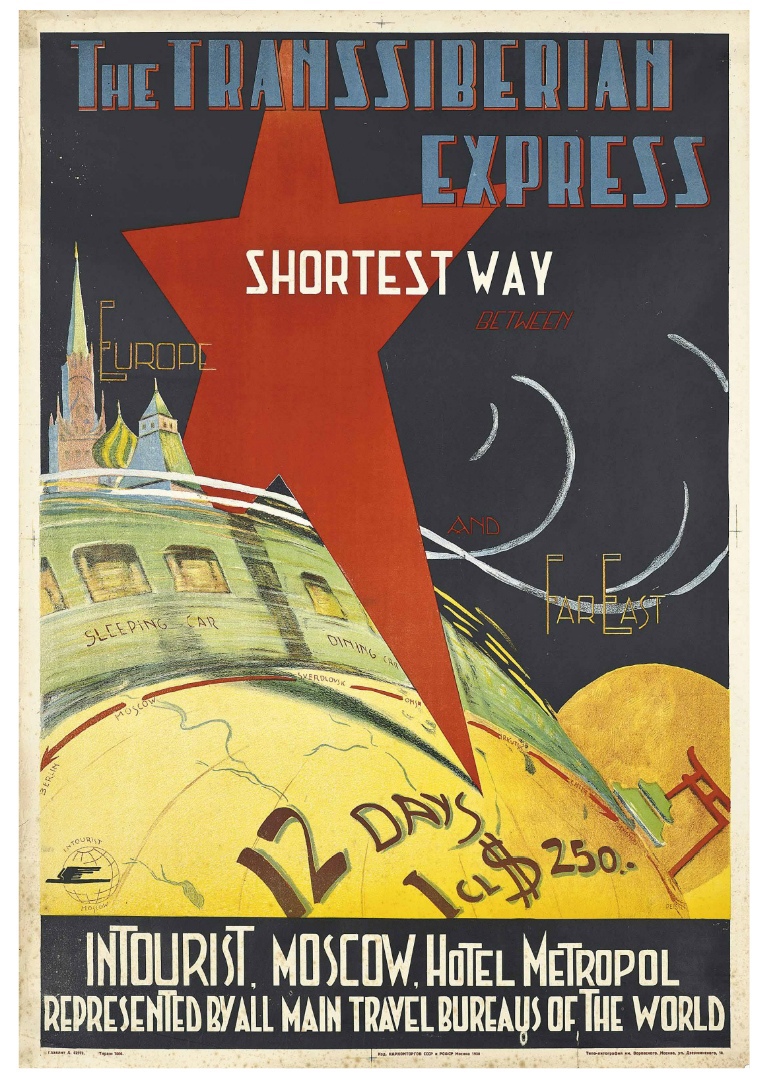 THE TRANSSIBERIAN
EXPRESS
SHORTEST WAY
BETWEEN
EUROPE
AND
FAR EAST
SLEEPING CAR
DINING CAR
SVERDLOVSK
OMSK
MOSCOW
IRKUTSK
BERLIN
12 DAYS
1 CL $ 250.-
INTOURIST
MOSCOW
INTOURIST, MOSCOW, HOTEL METROPOL
REPRESENTED BY ALL MAIN TRAVEL BUREAUS OF THE WORLD